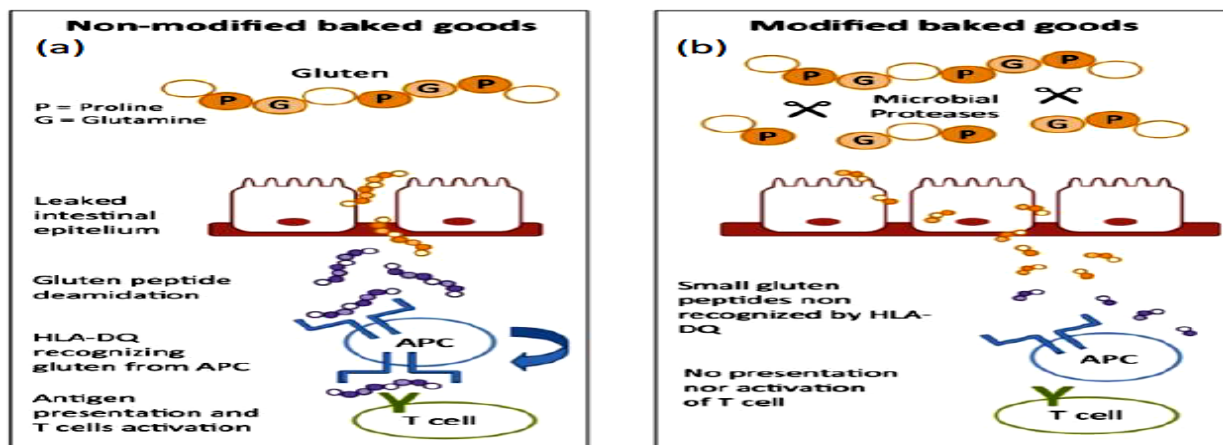 Non-modified baked goods
(a)
Gluten
P = Proline
G = Glutamine
P G P G P
Leaked
intestinal
epitelium
Gluten peptide
deamidation
HLA-DQ
recognizing
gluten from APC
APC
Antigen
presentation and
T cells activation
T cell
Modified baked goods
(b)
P G P G P
Microbial
Proteases
P G P G P
Small gluten
peptides non
recognized by HLA-
DQ
APC
No presentation
nor activation
of T cell
T cell